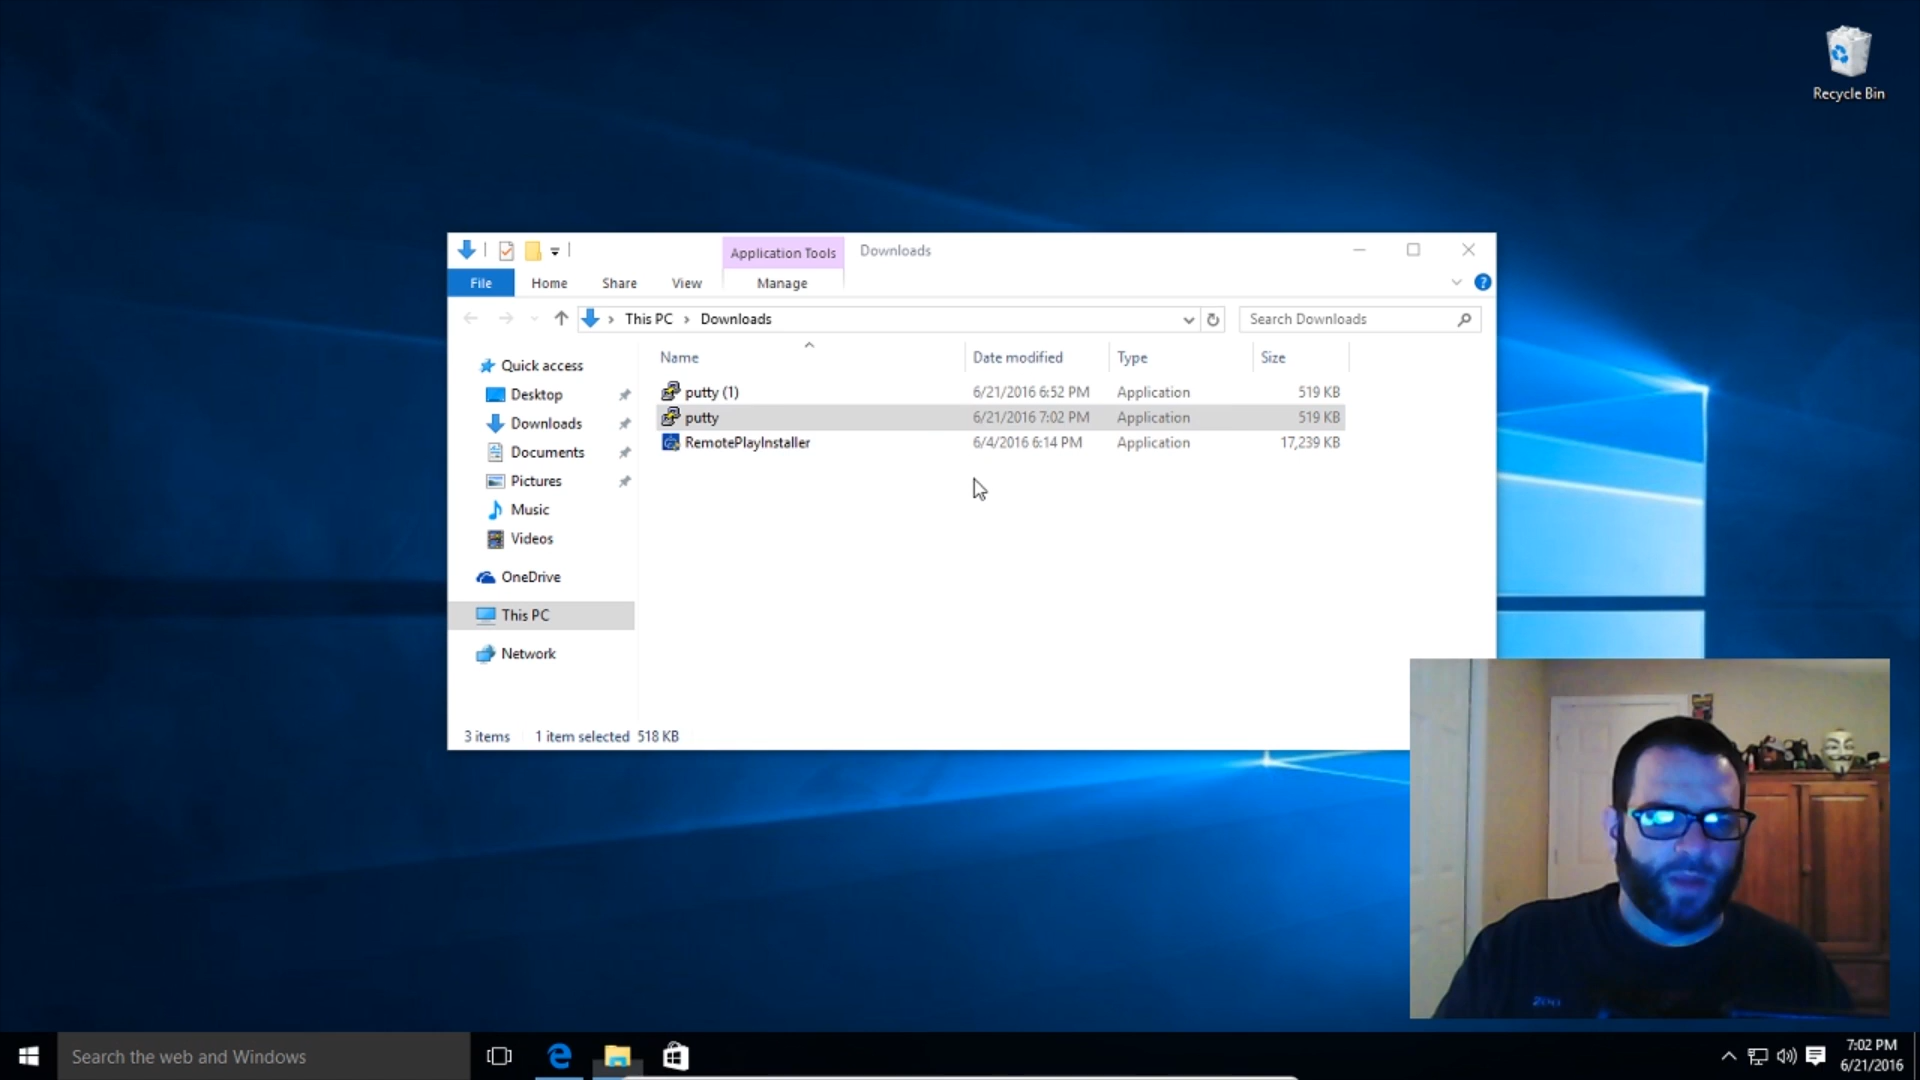 Recycle Bin
Application Tools
Downloads
File
Home
Share
View
Manage
?
This PC
Downloads
Search Downloads
Name
Date modified
Type
Size
Quick access
Desktop
Downloads
Documents
Pictures
Music
Videos
OneDrive
This PC
Network
putty (1) 6/21/2016 6:52 PM Application 519 KB
putty 6/21/2016 7:02 PM Application 519 KB
RemotePlayInstaller 6/4/2016 6:14 PM Application 17,239 KB
3 items 1 item selected 518 KB
Search the web and Windows
7:02 PM
6/21/2016